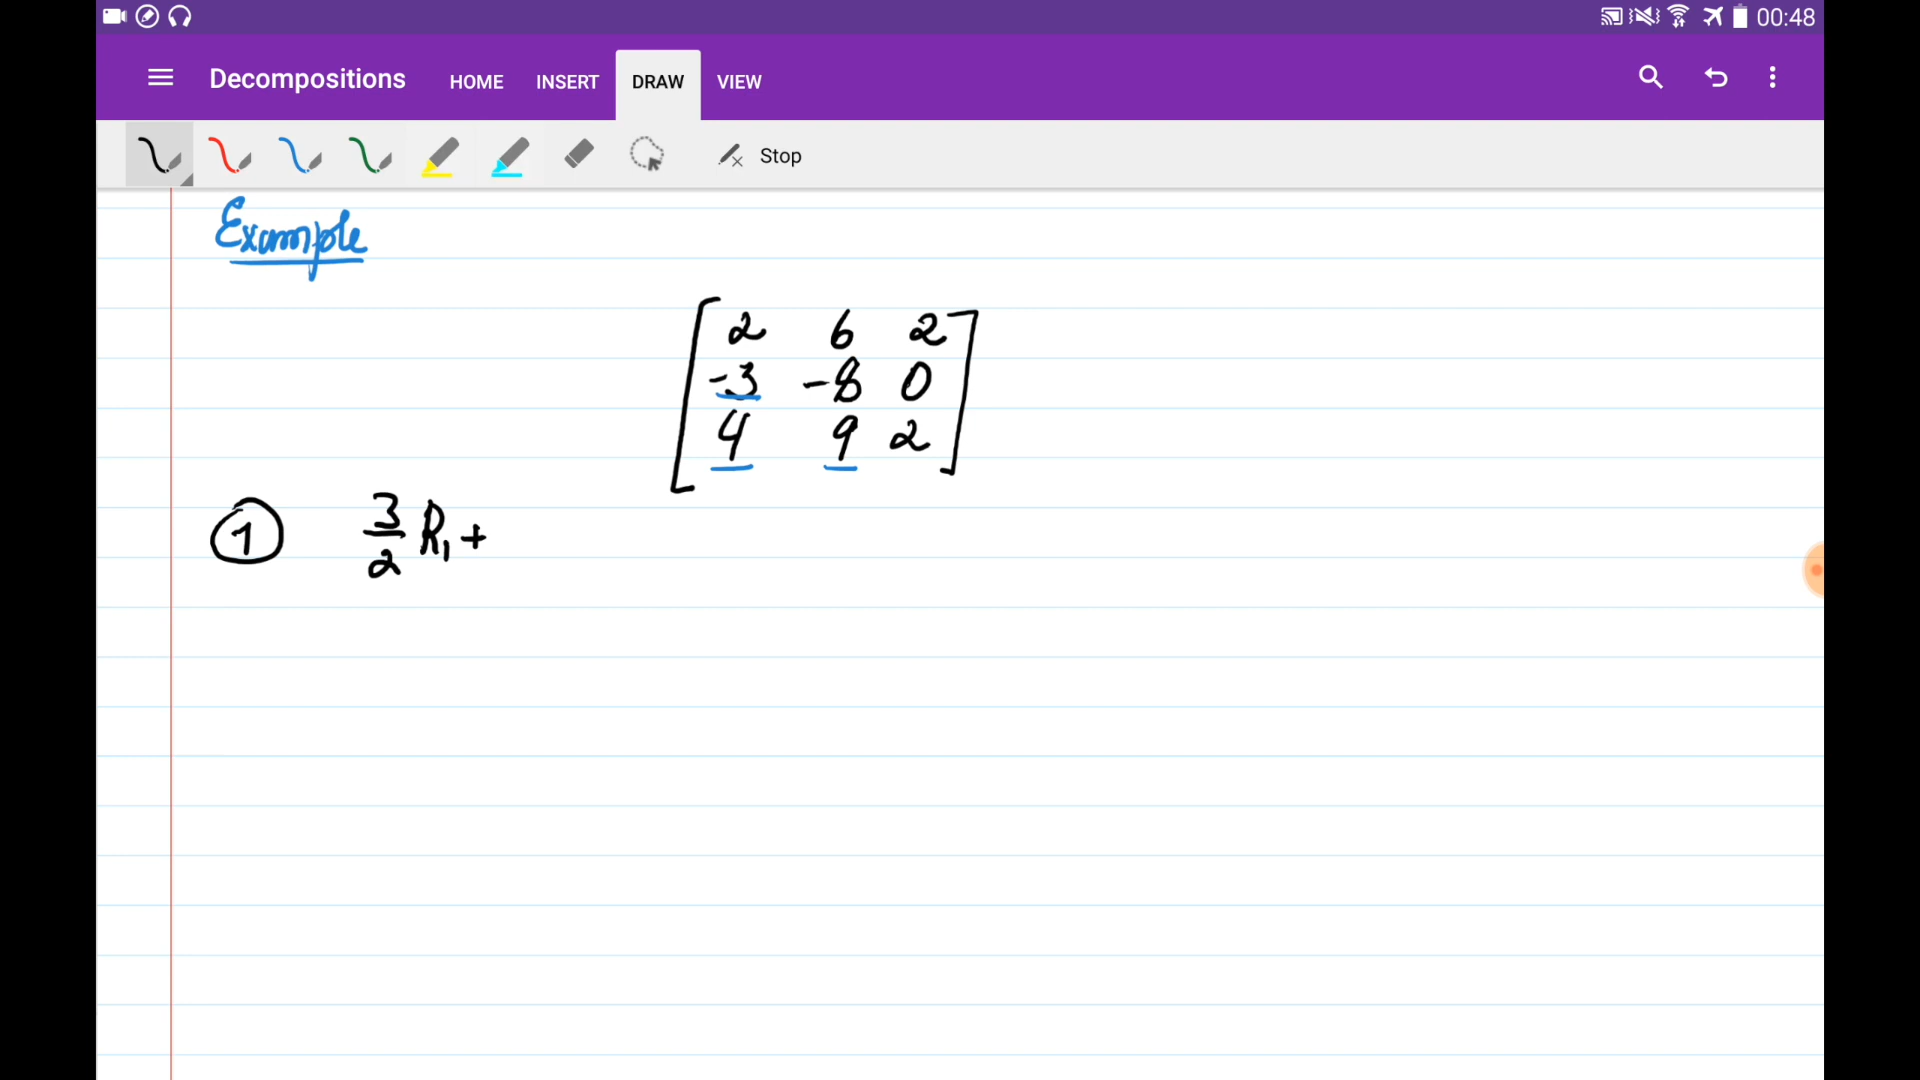 00:48
Decompositions HOME INSERT DRAW VIEW
Stop
Example
2 6 2
-3 -8 0
4 9 2
① 3/2 R₁ +